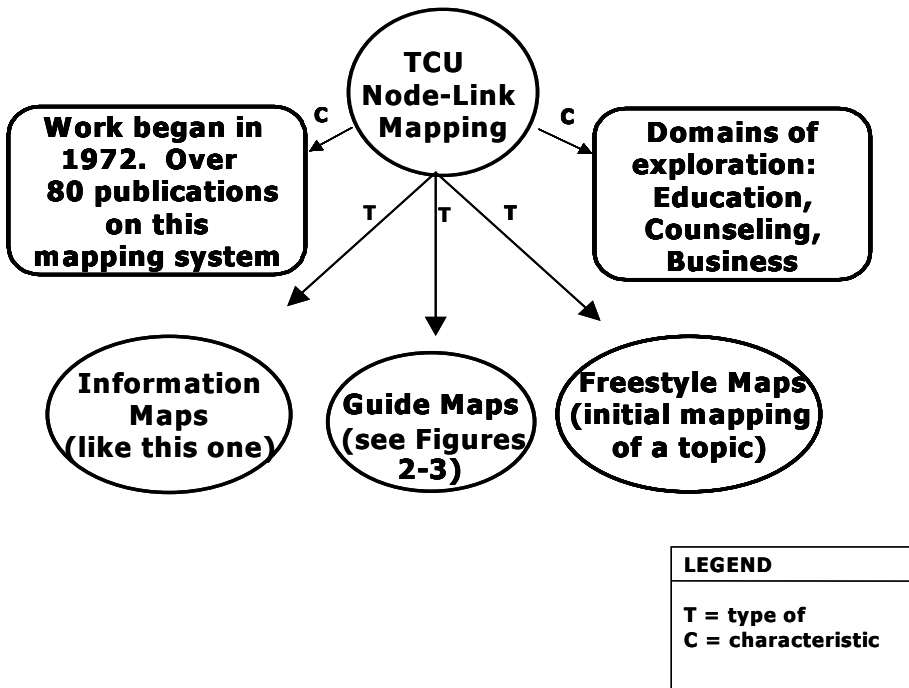 TCU
Node-Link
Mapping
C
C
Work began in
1972. Over
80 publications
on this
mapping system
Domains of
exploration:
Education,
Counseling,
Business
T
T
T
Information
Maps
(like this one)
Guide Maps
(see Figures
2-3)
Freestyle Maps
(initial mapping
of a topic)
LEGEND
T = type of
C = characteristic